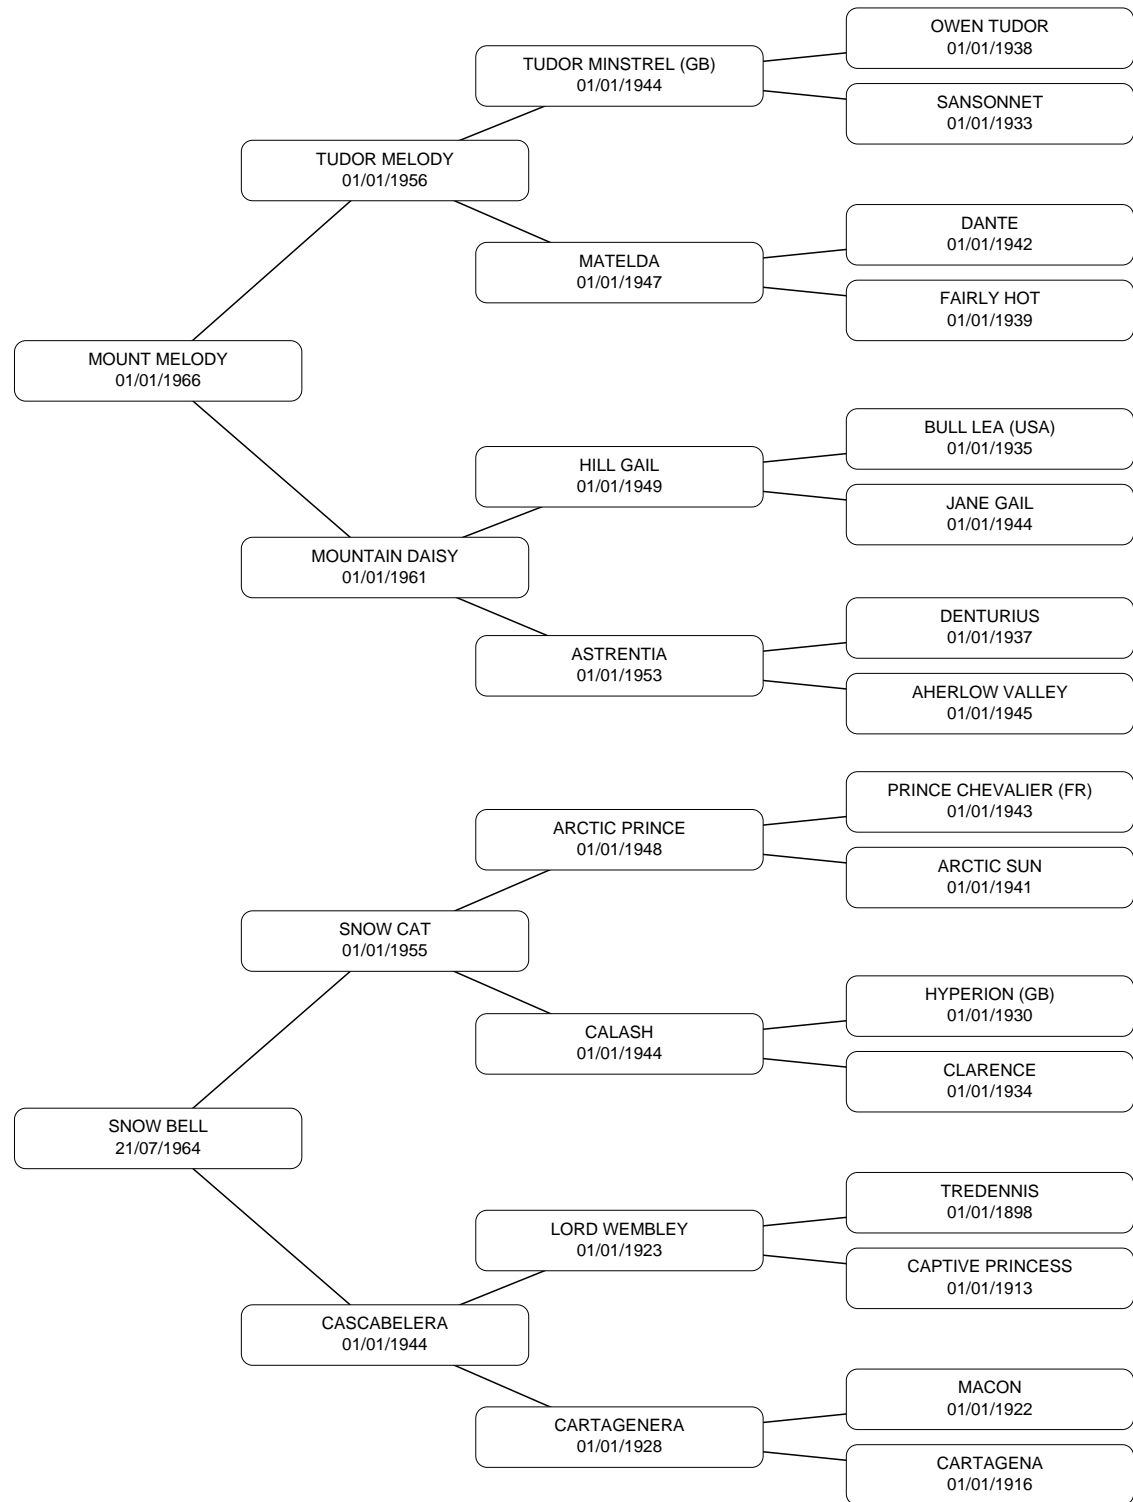 OWEN TUDOR
01/01/1938
TUDOR MINSTREL (GB)
01/01/1944
SANSONNET
01/01/1933
TUDOR MELODY
01/01/1956
DANTE
01/01/1942
MATELDA
01/01/1947
FAIRLY HOT
01/01/1939
MOUNT MELODY
01/01/1966
BULL LEA (USA)
01/01/1935
HILL GAIL
01/01/1949
JANE GAIL
01/01/1944
MOUNTAIN DAISY
01/01/1961
DENTURIUS
01/01/1937
ASTRENTIA
01/01/1953
AHERLOW VALLEY
01/01/1945
PRINCE CHEVALIER (FR)
01/01/1943
ARCTIC PRINCE
01/01/1948
ARCTIC SUN
01/01/1941
SNOW CAT
01/01/1955
HYPERION (GB)
01/01/1930
CALASH
01/01/1944
CLARENCE
01/01/1934
SNOW BELL
21/07/1964
TREDENNIS
01/01/1898
LORD WEMBLEY
01/01/1923
CAPTIVE PRINCESS
01/01/1913
CASCABELERA
01/01/1944
MACON
01/01/1922
CARTAGENERA
01/01/1928
CARTAGENA
01/01/1916